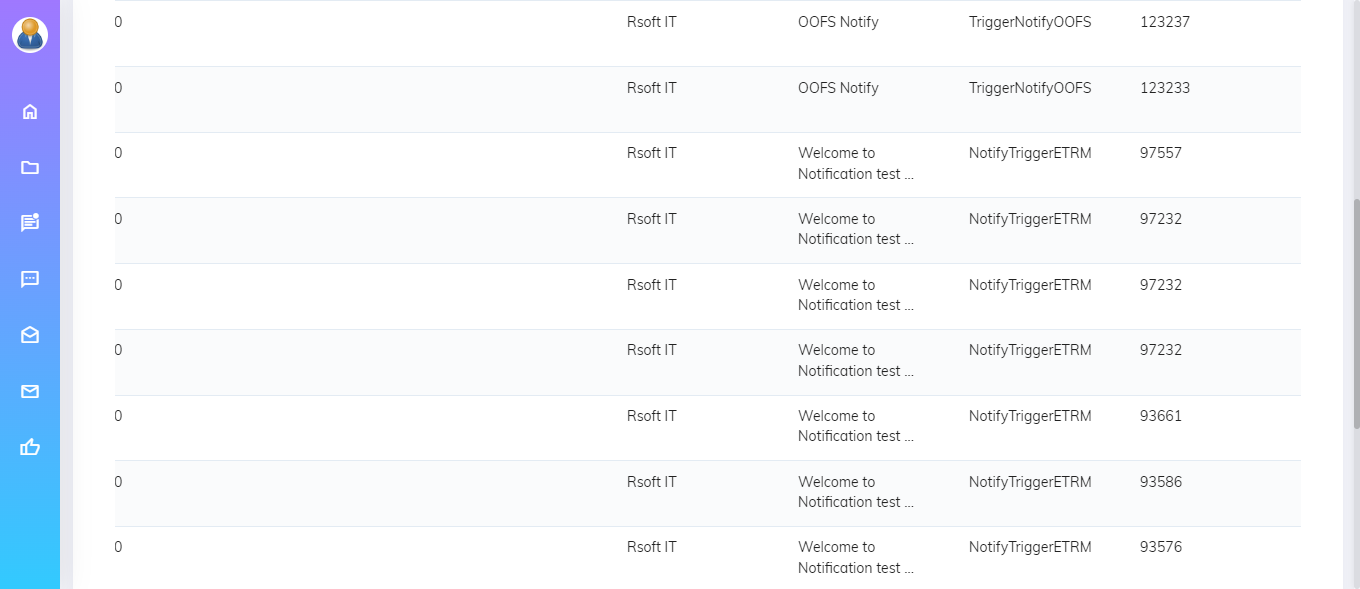 0 Rsoft IT OOFS Notify TriggerNotifyOOFS 123237
0 Rsoft IT OOFS Notify TriggerNotifyOOFS 123233
0 Rsoft IT Welcome to NotifyTriggerETRM 97557
Notification test ...
0 Rsoft IT Welcome to NotifyTriggerETRM 97232
Notification test ...
0 Rsoft IT Welcome to NotifyTriggerETRM 97232
Notification test ...
0 Rsoft IT Welcome to NotifyTriggerETRM 97232
Notification test ...
0 Rsoft IT Welcome to NotifyTriggerETRM 93661
Notification test ...
0 Rsoft IT Welcome to NotifyTriggerETRM 93586
Notification test ...
0 Rsoft IT Welcome to NotifyTriggerETRM 93576
Notification test ...